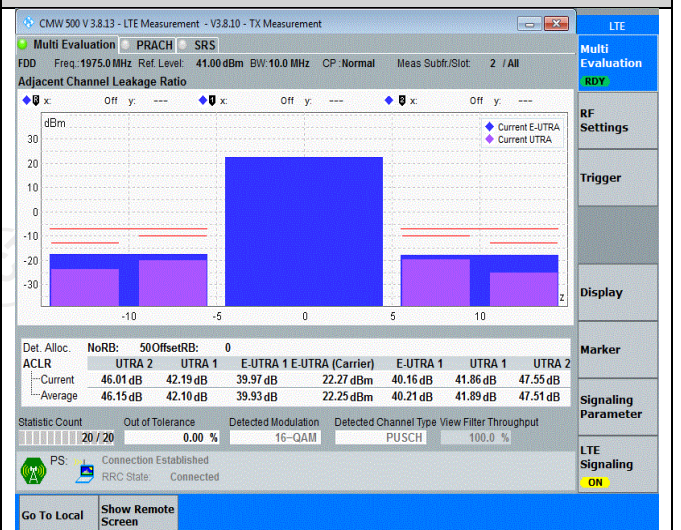 CMW 500 V 3.8.13 - LTE Measurement - V3.8.10 - TX Measurement
LTE
Multi Evaluation PRACH SRS
FDD Freq.:1975.0 MHz Ref. Level: 41.00 dBm BW:10.0 MHz CP :Normal Meas Subfr./Slot: 2 / All
Adjacent Channel Leakage Ratio
x: Off y: --- x: Off y: --- x: Off y: ---
dBm
Current E-UTRA
Current UTRA
30
20
10
0
-10
-20
-30
z
-10 -5 0 5 10
Det. Alloc. NoRB: 50 OffsetRB: 0
ACLR UTRA 2 UTRA 1 E-UTRA 1 E-UTRA (Carrier) E-UTRA 1 UTRA 1 UTRA 2
Current 46.01 dB 42.19 dB 39.97 dB 22.27 dBm 40.16 dB 41.86 dB 47.55 dB
Average 46.15 dB 42.10 dB 39.93 dB 22.25 dBm 40.21 dB 41.89 dB 47.51 dB
Statistic Count Out of Tolerance Detected Modulation Detected Channel Type View Filter Throughput
20 / 20 0.00 % 16-QAM PUSCH 100.0 %
PS: Connection Established
RRC State: Connected
Multi
Evaluation
RDY
RF
Settings
Trigger
Display
Marker
Signaling
Parameter
LTE
Signaling
ON
Go To Local
Show Remote
Screen